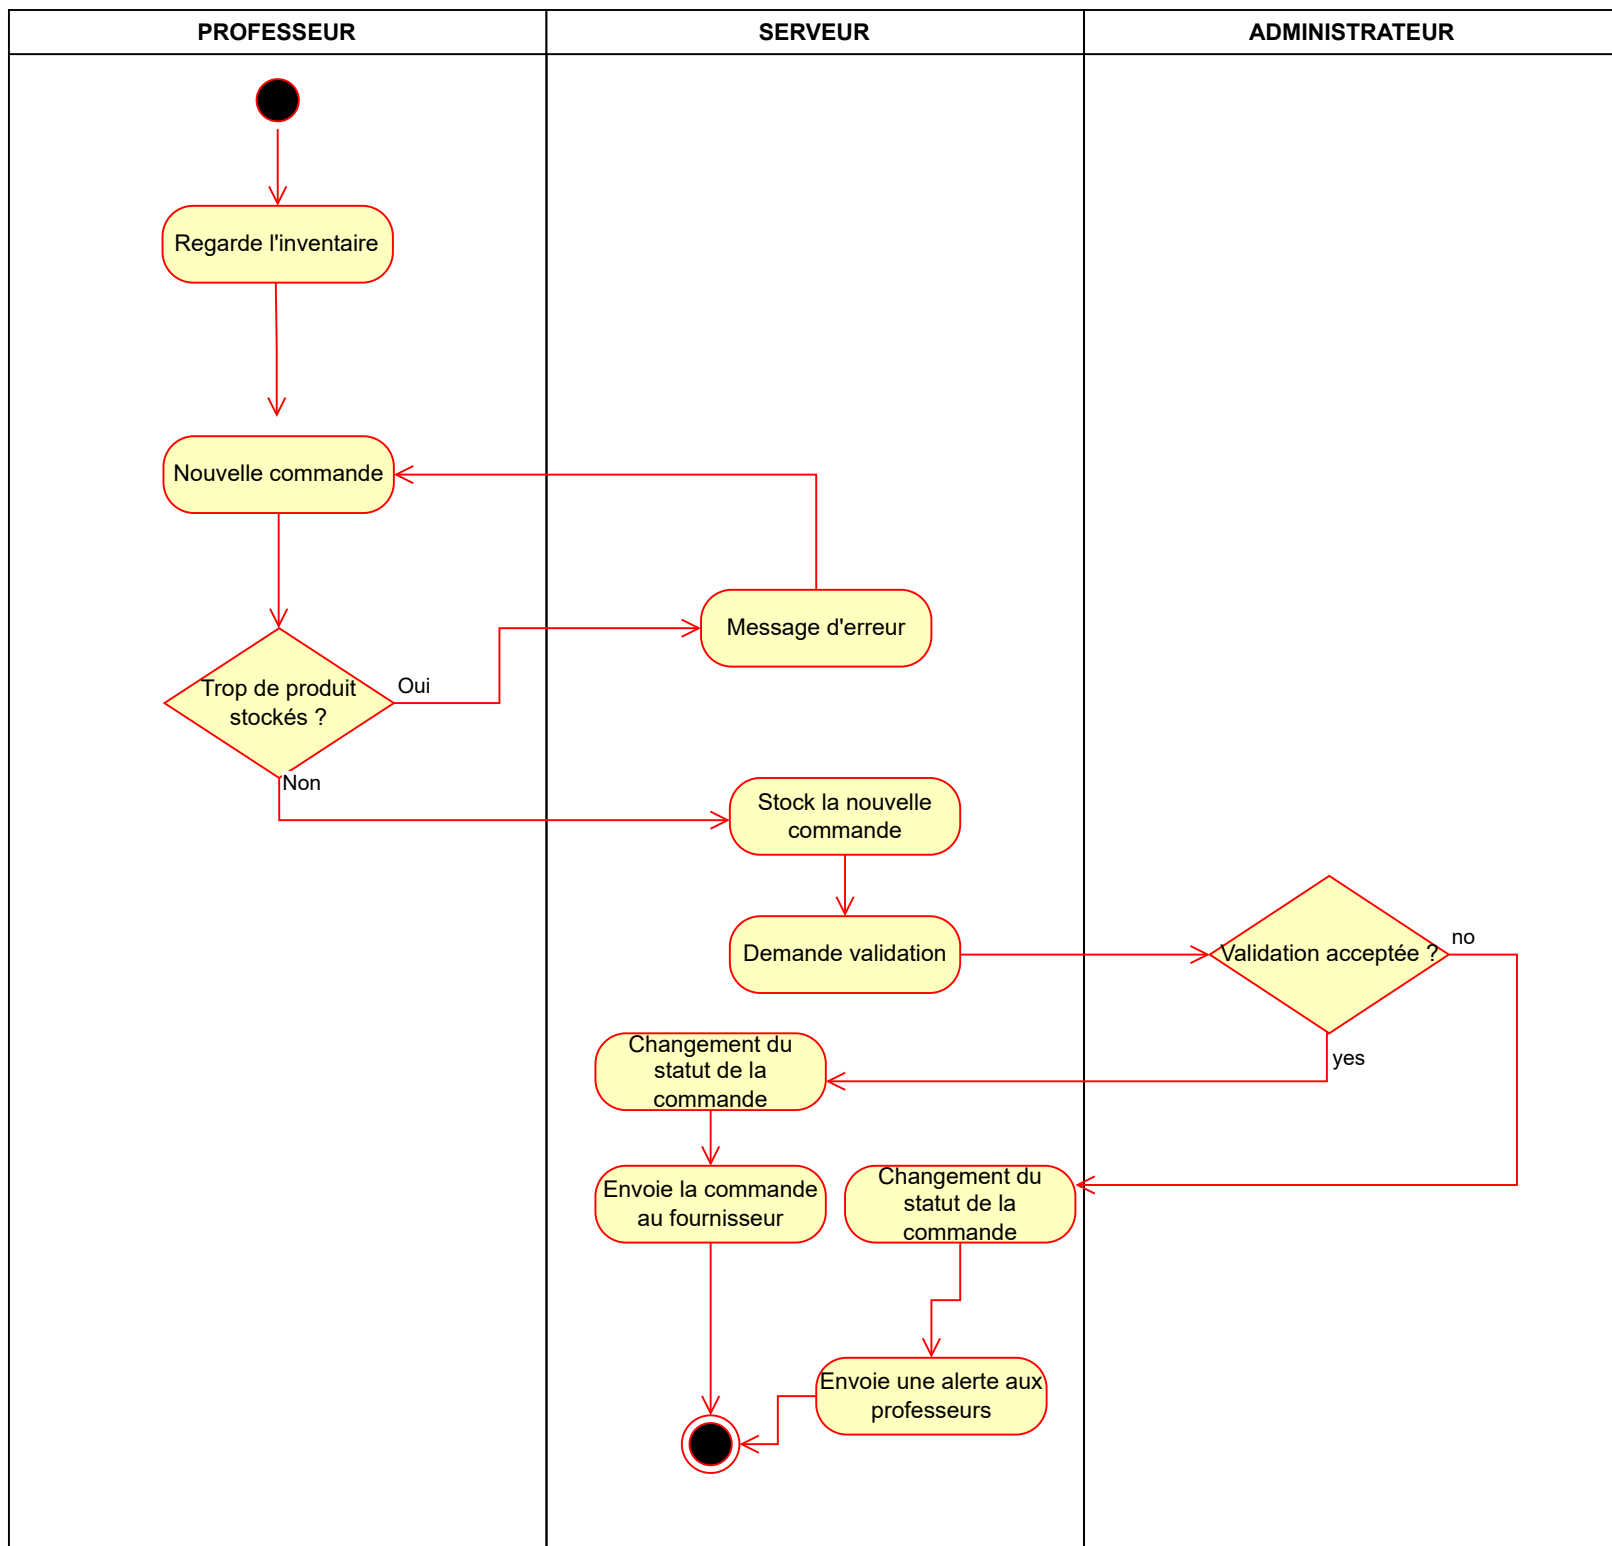 PROFESSEUR
SERVEUR
ADMINISTRATEUR
Regarde l'inventaire
Nouvelle commande
Message d'erreur
Trop de produit
stockés ?
Oui
Non
Stock la nouvelle
commande
Demande validation
Validation acceptée ?
no
yes
Changement du
statut de la
commande
Envoie la commande
au fournisseur
Changement du
statut de la
commande
Envoie une alerte aux
professeurs